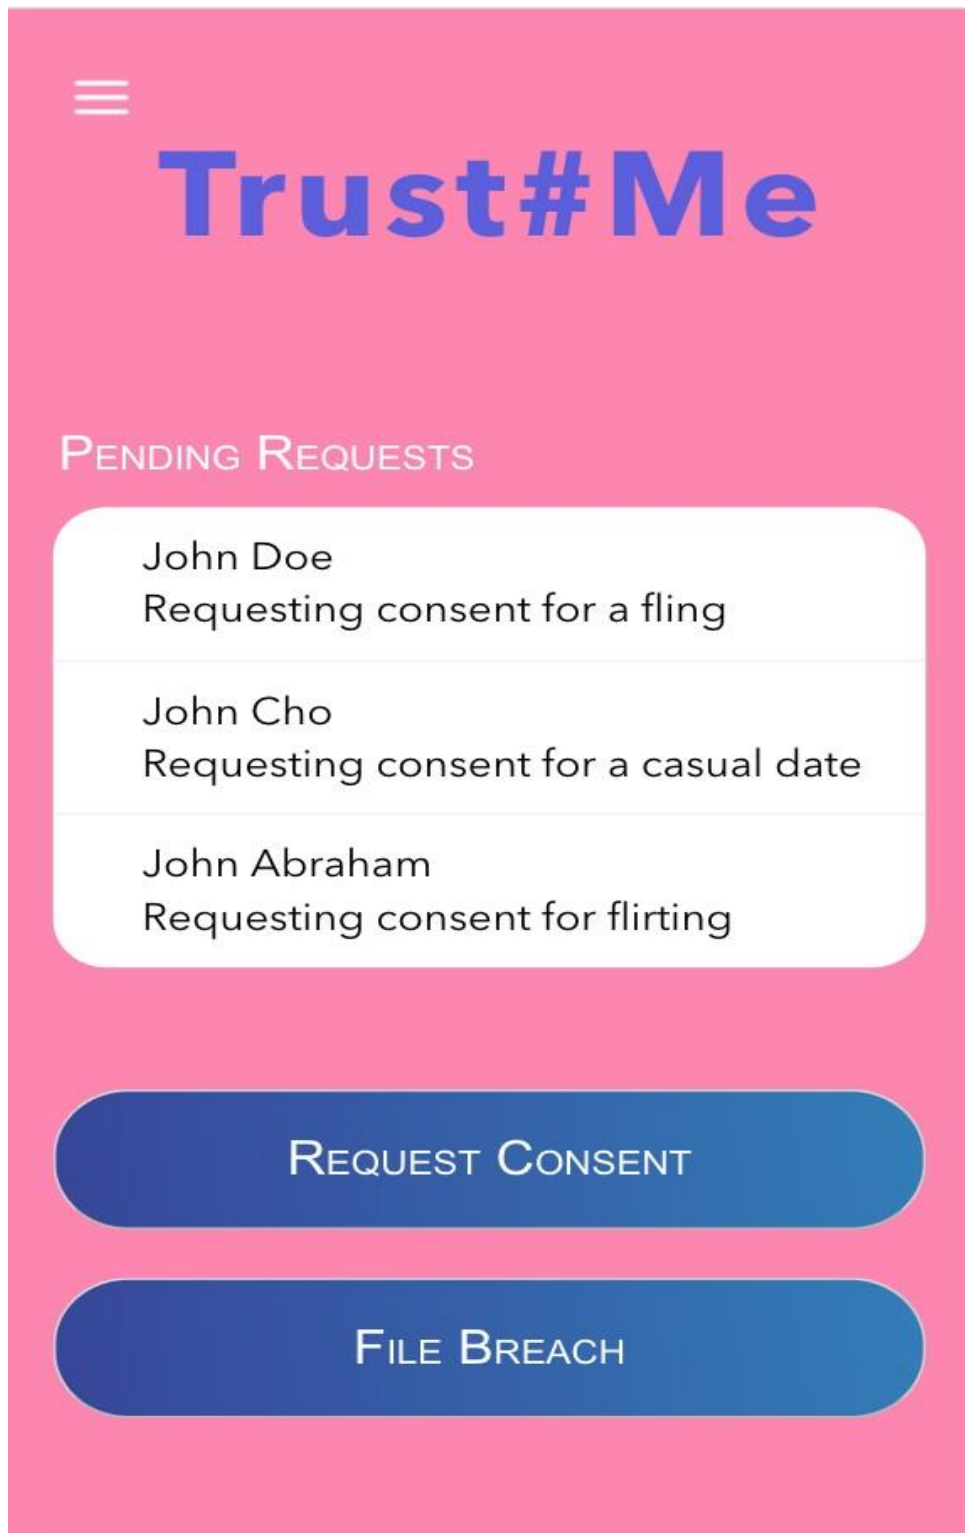 Trust#Me
Pending Requests
John Doe
Requesting consent for a fling
John Cho
Requesting consent for a casual date
John Abraham
Requesting consent for flirting
Request Consent
File Breach